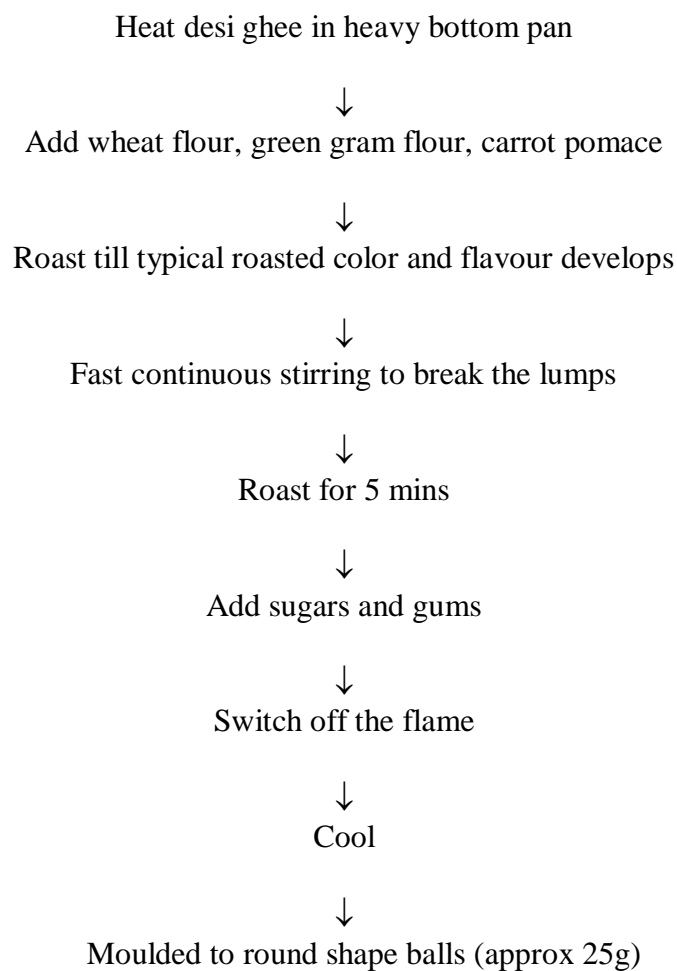 Heat desi ghee in heavy bottom pan
↓
Add wheat flour, green gram flour, carrot pomace
↓
Roast till typical roasted color and flavour develops
↓
Fast continuous stirring to break the lumps
↓
Roast for 5 mins
↓
Add sugars and gums
↓
Switch off the flame
↓
Cool
↓
Moulded to round shape balls (approx 25g)